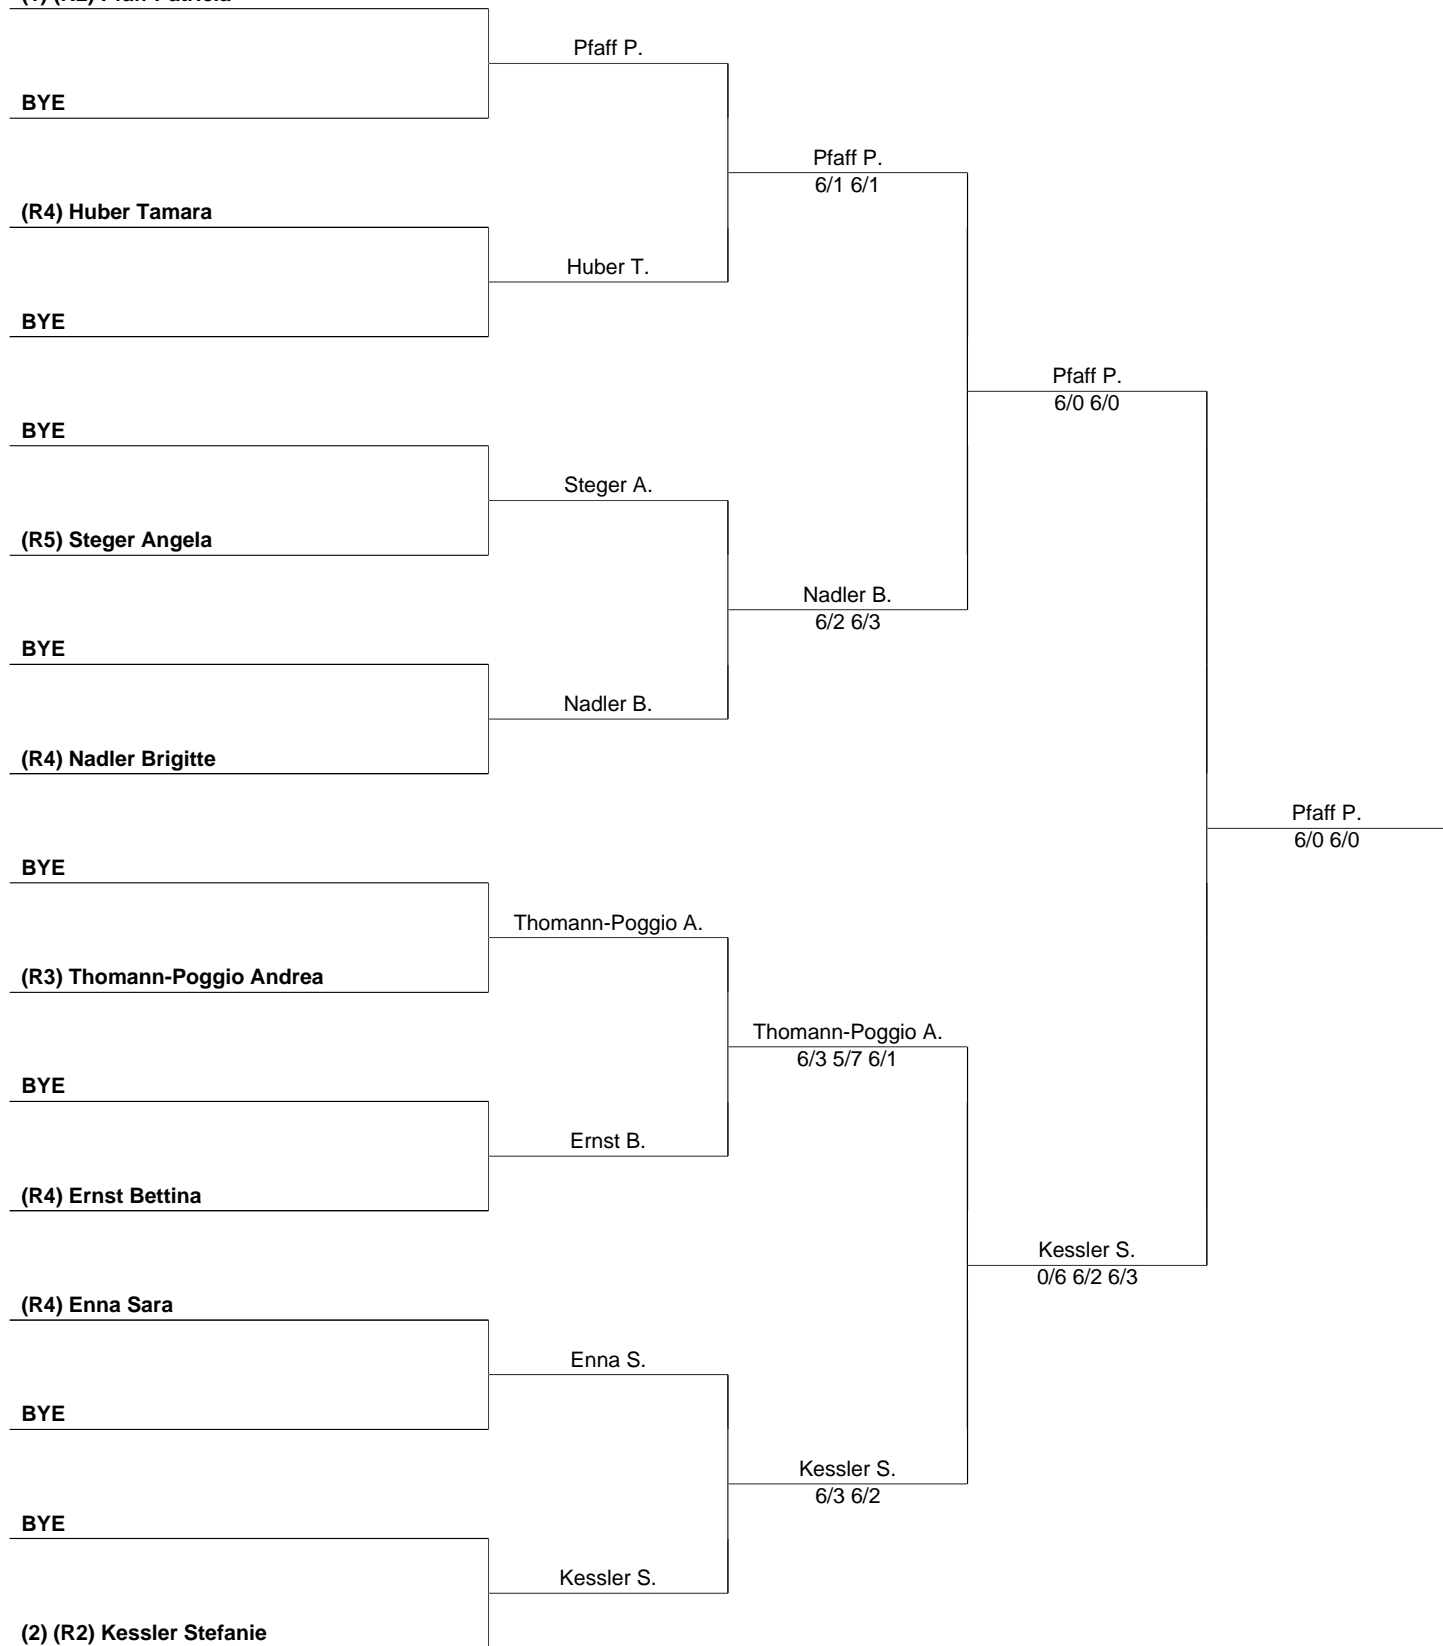 Pfaff P.
BYE
Pfaff P.
6/1 6/1
(R4) Huber Tamara
Huber T.
BYE
Pfaff P.
6/0 6/0
BYE
Steger A.
(R5) Steger Angela
Nadler B.
6/2 6/3
BYE
Nadler B.
(R4) Nadler Brigitte
Pfaff P.
6/0 6/0
BYE
Thomann-Poggio A.
(R3) Thomann-Poggio Andrea
Thomann-Poggio A.
6/3 5/7 6/1
BYE
Ernst B.
(R4) Ernst Bettina
Kessler S.
0/6 6/2 6/3
(R4) Enna Sara
Enna S.
BYE
Kessler S.
6/3 6/2
BYE
Kessler S.
(2) (R2) Kessler Stefanie